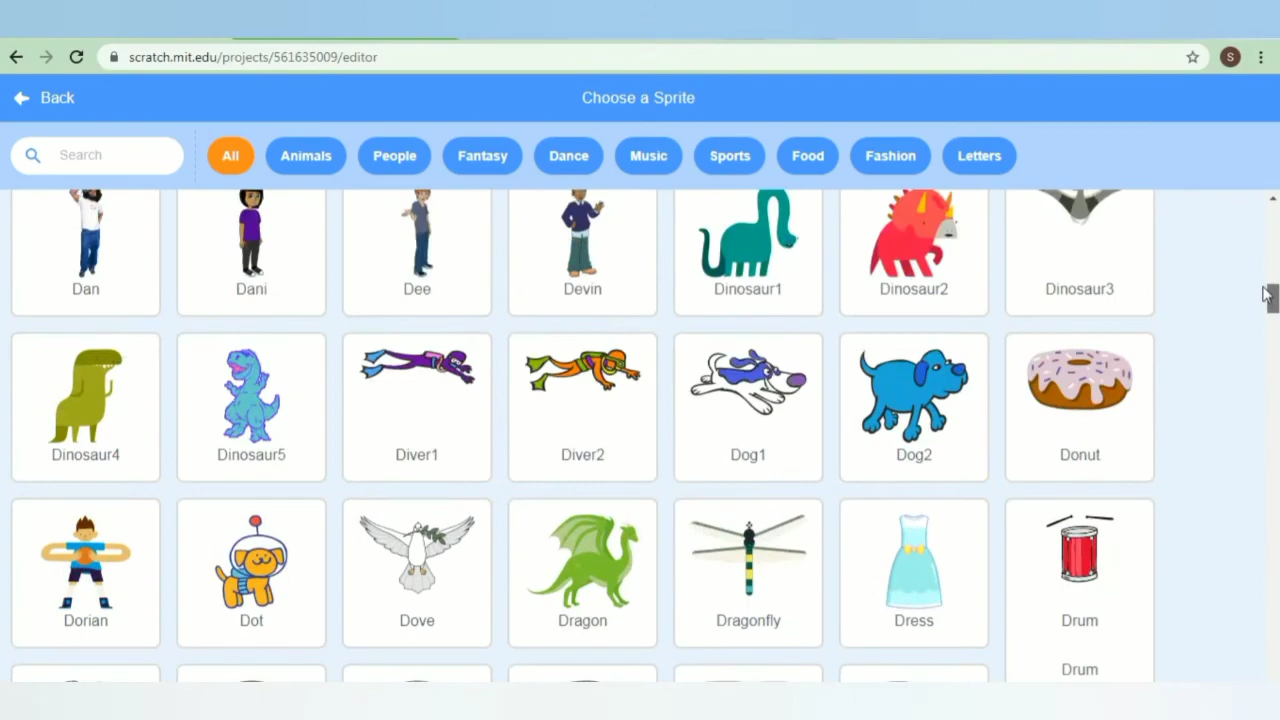 scratch.mit.edu/projects/561635009/editor
S
Back
Choose a Sprite
Search
All
Animals
People
Fantasy
Dance
Music
Sports
Food
Fashion
Letters
Dan
Dani
Dee
Devin
Dinosaur1
Dinosaur2
Dinosaur3
Dinosaur4
Dinosaur5
Diver1
Diver2
Dog1
Dog2
Donut
Dorian
Dot
Dove
Dragon
Dragonfly
Dress
Drum
Drum